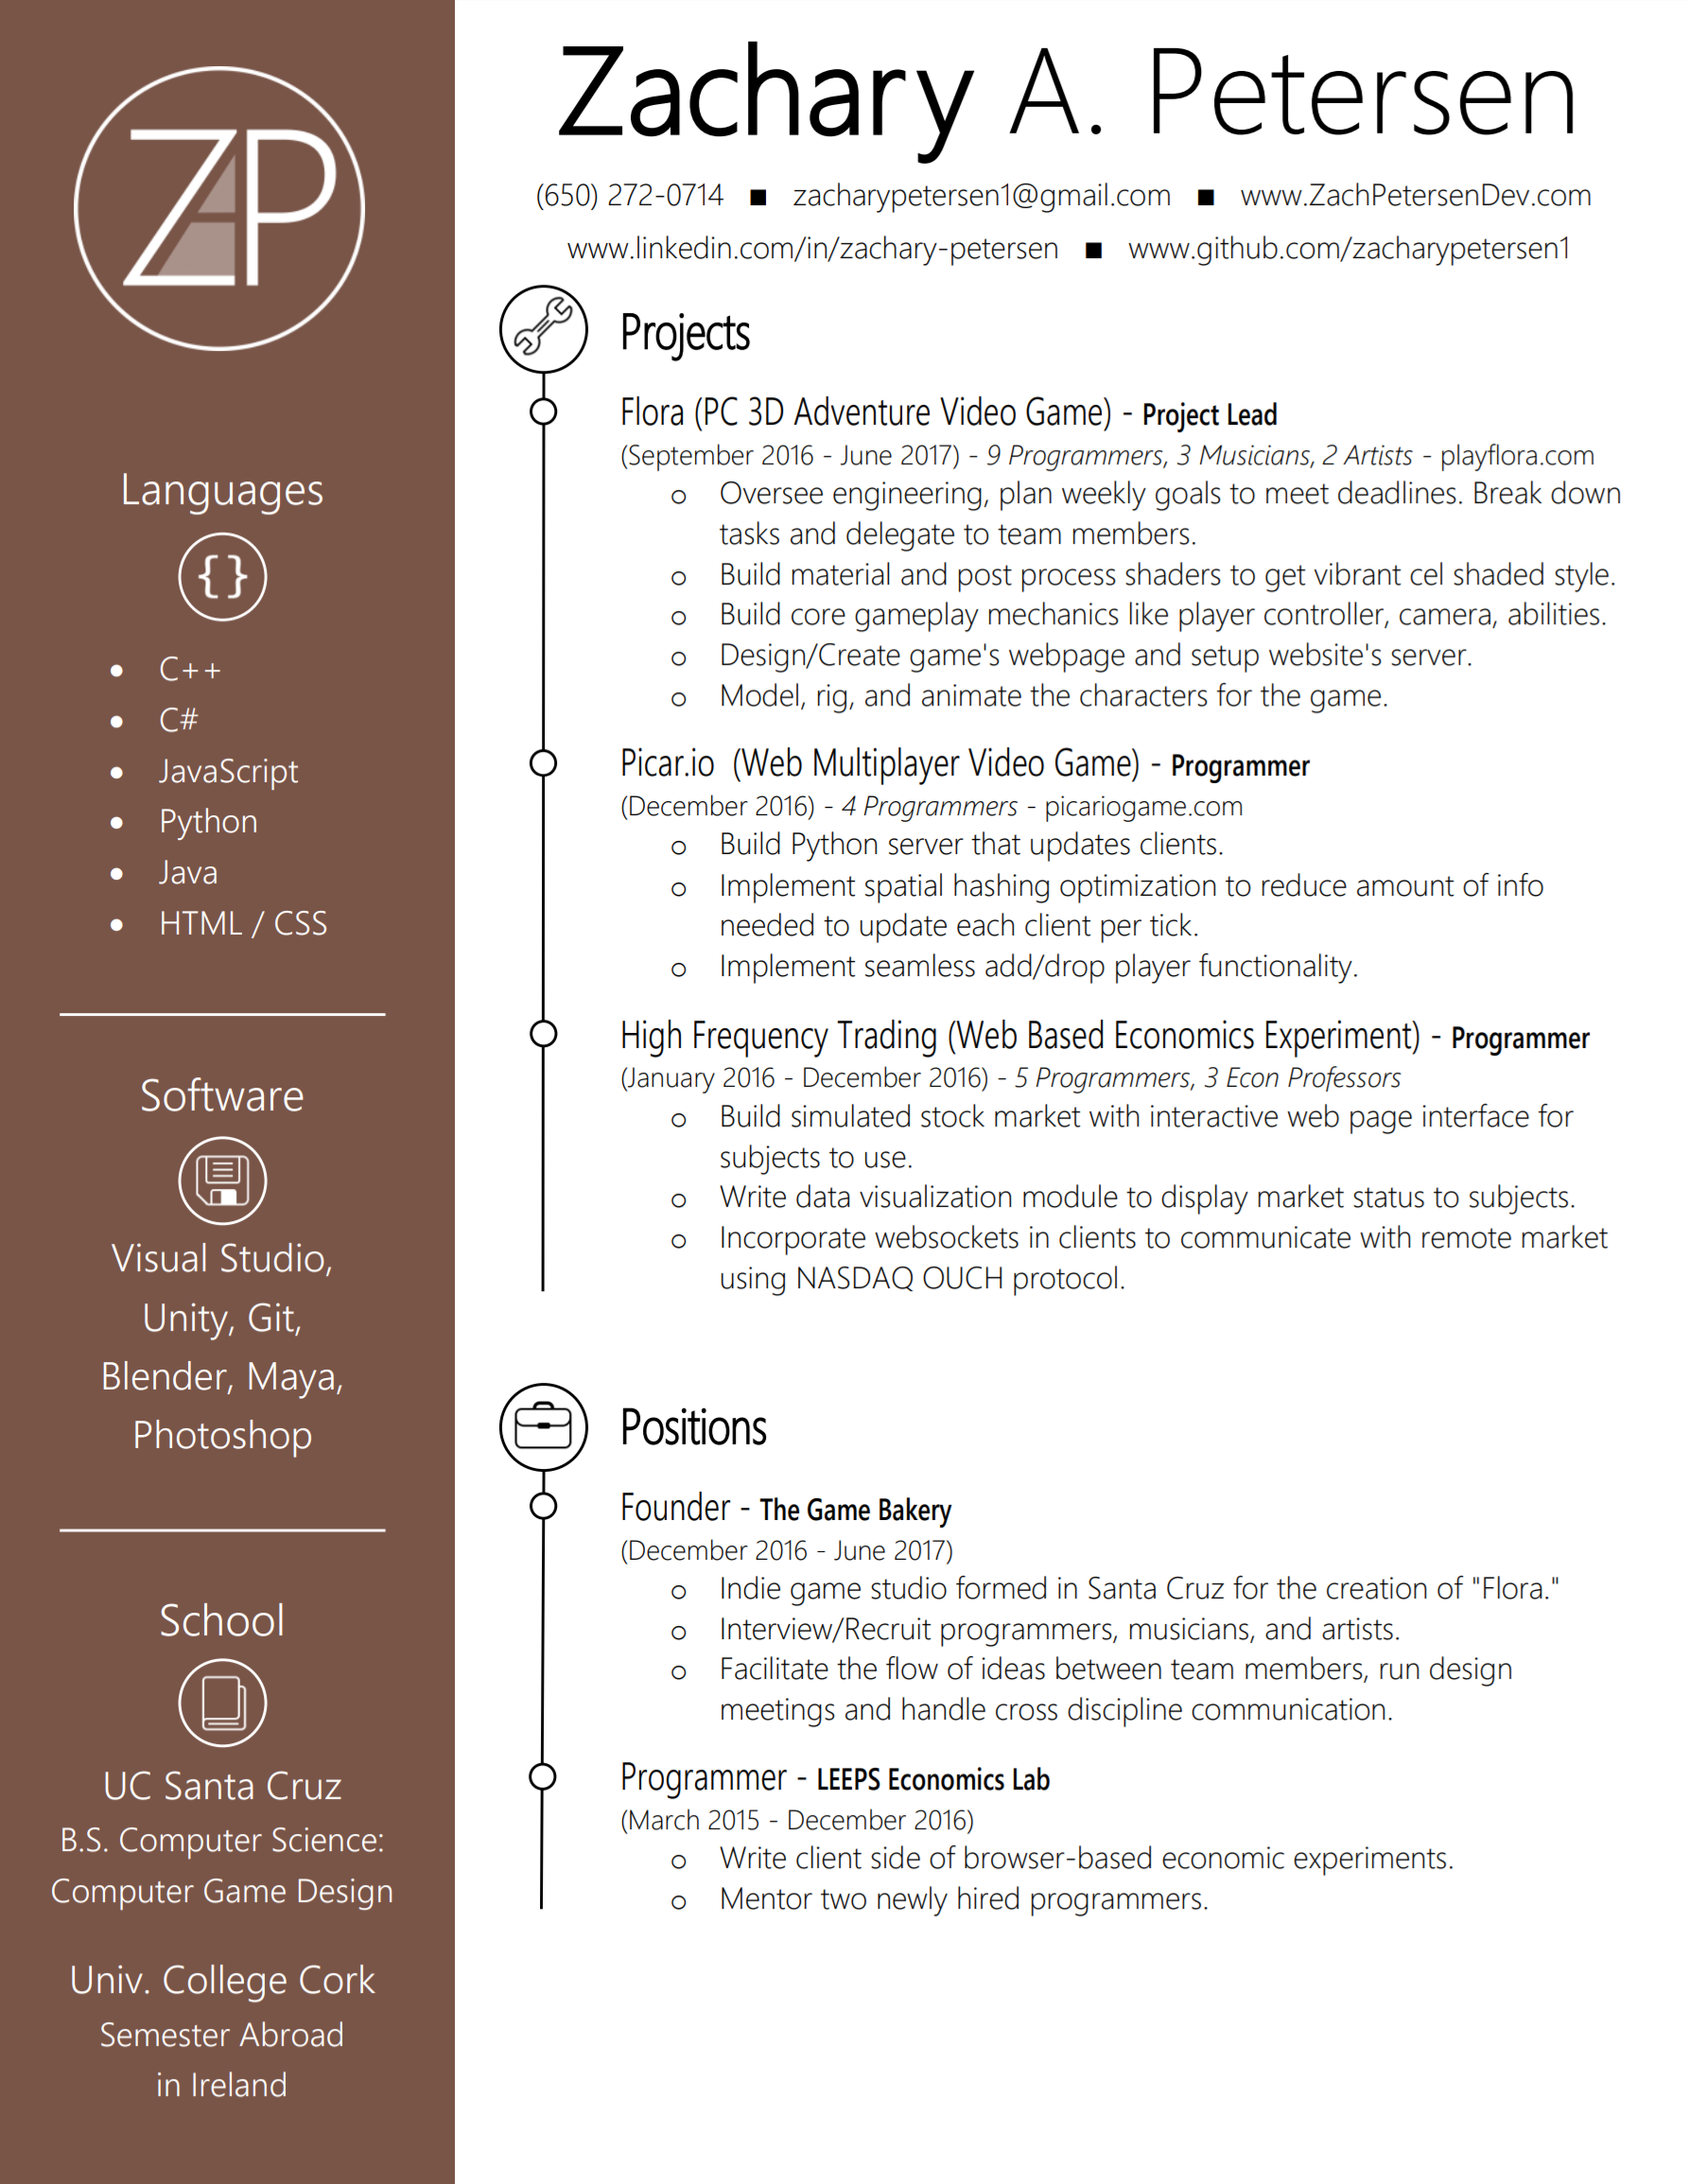 ZAP
Languages
{}
C++
C#
JavaScript
Python
Java
HTML / CSS
Software
Visual Studio,
Unity, Git,
Blender, Maya,
Photoshop
School
UC Santa Cruz
B.S. Computer Science:
Computer Game Design
Univ. College Cork
Semester Abroad
in Ireland
Zachary A. Petersen
(650) 272-0714 ■ zacharypetersen1@gmail.com ■ www.ZachPetersenDev.com
www.linkedin.com/in/zachary-petersen ■ www.github.com/zacharypetersen1
Projects
Flora (PC 3D Adventure Video Game) - Project Lead
(September 2016 - June 2017) - 9 Programmers, 3 Musicians, 2 Artists - playflora.com
o Oversee engineering, plan weekly goals to meet deadlines. Break down
tasks and delegate to team members.
o Build material and post process shaders to get vibrant cel shaded style.
o Build core gameplay mechanics like player controller, camera, abilities.
o Design/Create game's webpage and setup website's server.
o Model, rig, and animate the characters for the game.
Picar.io (Web Multiplayer Video Game) - Programmer
(December 2016) - 4 Programmers - picariogame.com
o Build Python server that updates clients.
o Implement spatial hashing optimization to reduce amount of info
needed to update each client per tick.
o Implement seamless add/drop player functionality.
High Frequency Trading (Web Based Economics Experiment) - Programmer
(January 2016 - December 2016) - 5 Programmers, 3 Econ Professors
o Build simulated stock market with interactive web page interface for
subjects to use.
o Write data visualization module to display market status to subjects.
o Incorporate websockets in clients to communicate with remote market
using NASDAQ OUCH protocol.
Positions
Founder - The Game Bakery
(December 2016 - June 2017)
o Indie game studio formed in Santa Cruz for the creation of "Flora."
o Interview/Recruit programmers, musicians, and artists.
o Facilitate the flow of ideas between team members, run design
meetings and handle cross discipline communication.
Programmer - LEEPS Economics Lab
(March 2015 - December 2016)
o Write client side of browser-based economic experiments.
o Mentor two newly hired programmers.